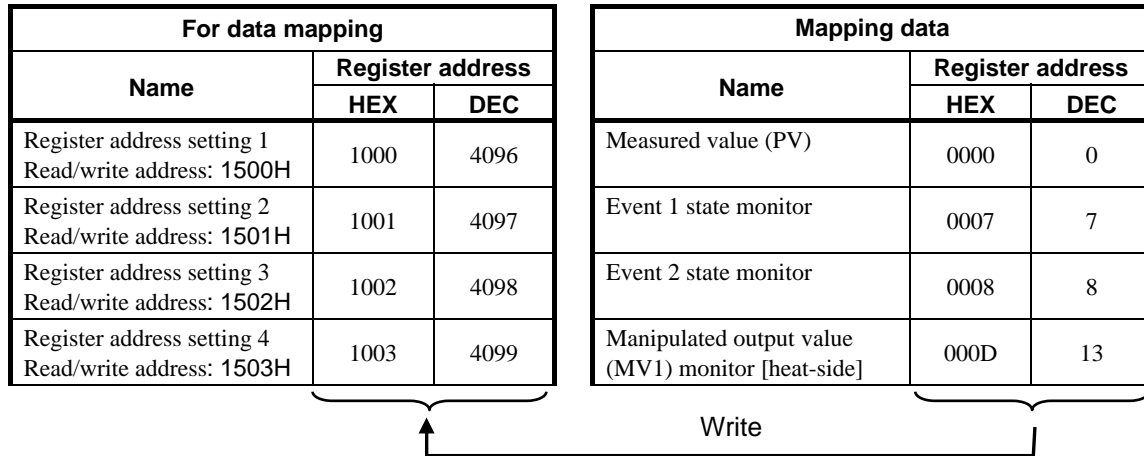 For data mapping
Name
Register address
HEX
DEC
Register address setting 1
Read/write address: 1500H
1000
4096
Register address setting 2
Read/write address: 1501H
1001
4097
Register address setting 3
Read/write address: 1502H
1002
4098
Register address setting 4
Read/write address: 1503H
1003
4099
Mapping data
Name
Register address
HEX
DEC
Measured value (PV)
0000
0
Event 1 state monitor
0007
7
Event 2 state monitor
0008
8
Manipulated output value
(MV1) monitor [heat-side]
000D
13
Write